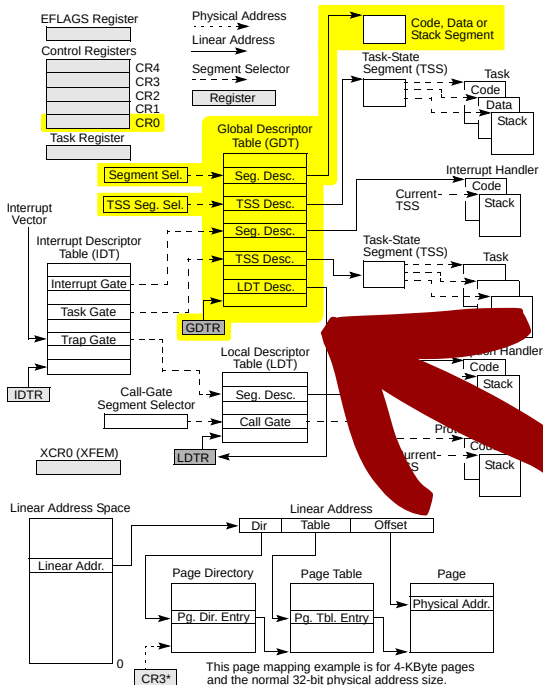 EFLAGS Register
Control Registers
CR4
CR3
CR2
CR1
CR0
Task Register
Physical Address
Linear Address
Segment Selector
Register
Code, Data or
Stack Segment
Task-State
Segment (TSS)
Task
Code
Data
Stack
Global Descriptor
Table (GDT)
Segment Sel.
Seg. Desc.
TSS Seg. Sel.
TSS Desc.
Seg. Desc.
TSS Desc.
LDT Desc.
GDTR
Interrupt Handler
Code
Current
TSS
Stack
Interrupt
Vector
Interrupt Descriptor
Table (IDT)
Interrupt Gate
Task Gate
Trap Gate
IDTR
Task-State
Segment (TSS)
Task
Local Descriptor
Table (LDT)
Call-Gate
Segment Selector
Seg. Desc.
Call Gate
LDTR
Handler
Code
Stack
Stack
XCR0 (XFEM)
Linear Address Space
Linear Addr.
0
Linear Address
Dir
Table
Offset
Page Directory
Pg. Dir. Entry
Page Table
Pg. Tbl. Entry
Page
Physical Addr.
CR3*
This page mapping example is for 4-KByte pages
and the normal 32-bit physical address size.